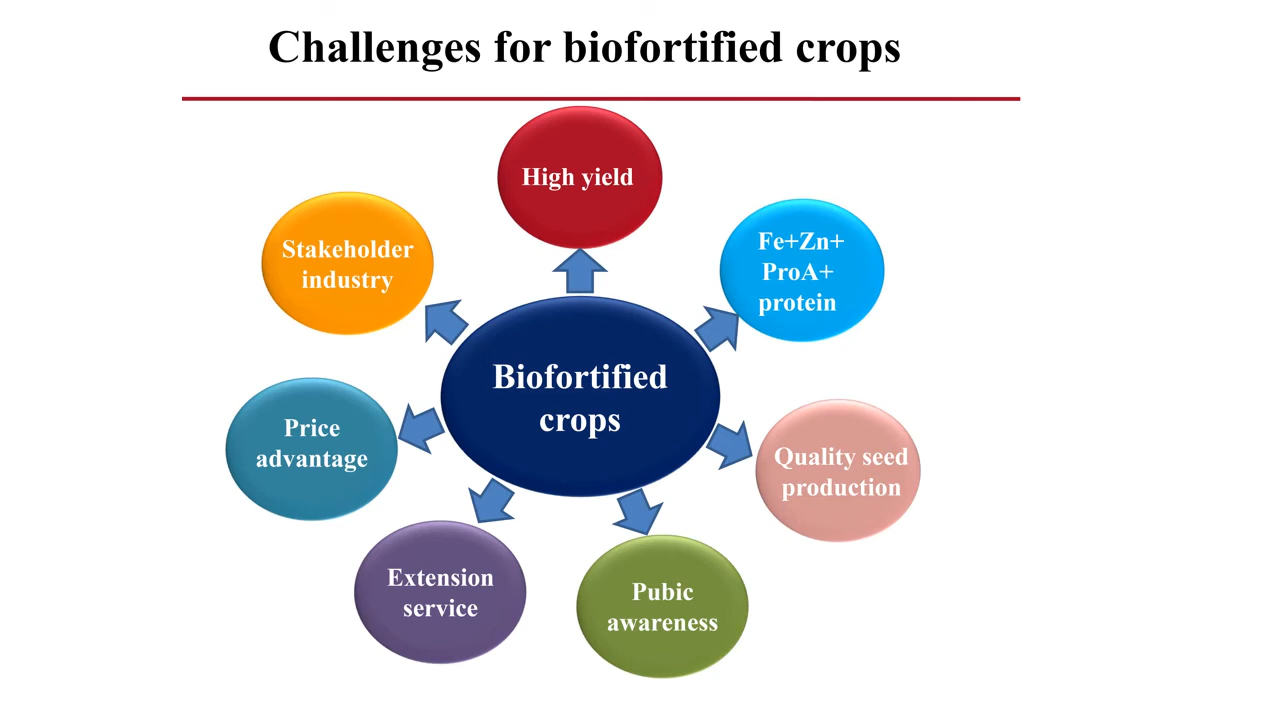 Challenges for biofortified crops
High yield
Fe+Zn+
ProA+
protein
Quality seed
production
Pubic
awareness
Extension
service
Price
advantage
Stakeholder
industry
Biofortified
crops